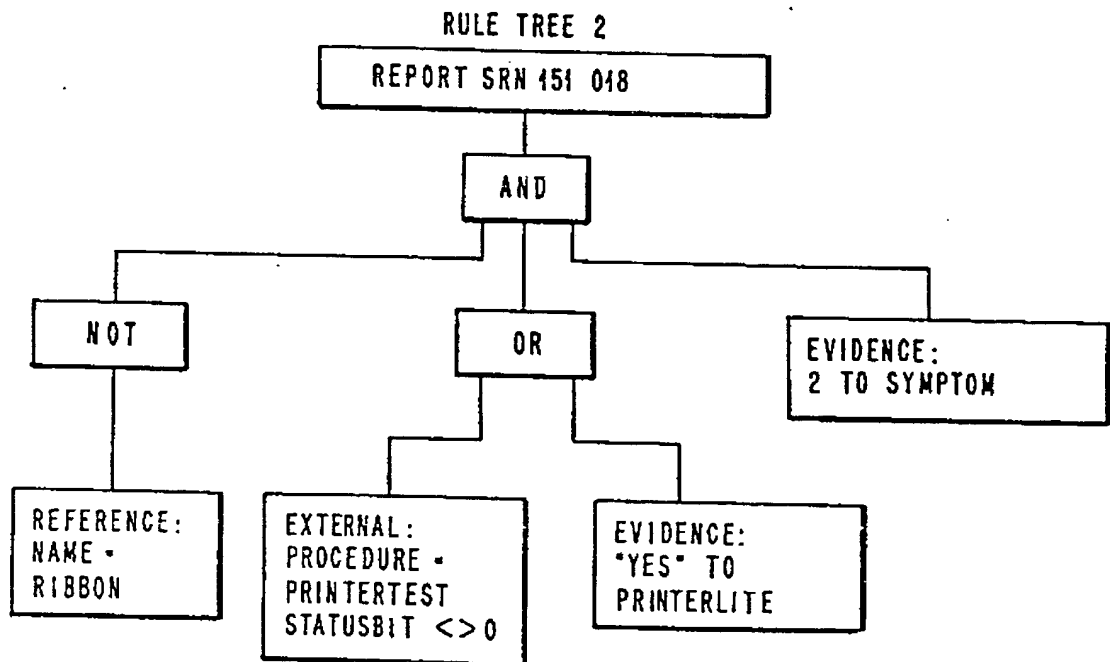 RULE TREE 2
REPORT SRN 151 018
AND
NOT
OR
EVIDENCE:
2 TO SYMPTOM
REFERENCE:
NAME =
RIBBON
EXTERNAL:
PROCEDURE =
PRINTERTEST
STATUSBIT <>0
EVIDENCE:
"YES" TO
PRINTERLITE